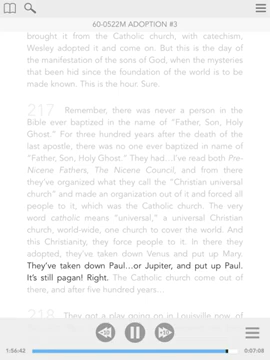 60-0522M ADOPTION #3
brought it from the Catholic church, with catechism,
Wesley adopted it and come on. But this is the day of
the manifestation of the sons of God, when the mysteries
that been hid since the foundation of the world is to be
made known. This is the hour. Sure.
217 Remember, there was never a person in the
Bible ever baptized in the name of “Father, Son, Holy
Ghost.” For three hundred years after the death of the
last apostle, there was no one ever baptized in name of
“Father, Son, Holy Ghost.” They had…I've read both Pre-
Nicene Fathers, The Nicene Council, and from there
they've organized what they call the “Christian universal
church” and made an organization out of it and forced all
people to it, which was the Catholic church. The very
word catholic means “universal,” a universal Christian
church, world-wide, one church to cover the world. And
this Christianity, they force people to. In there they
adopted, they've taken down Venus and put up Mary.
They've taken down Paul…or Jupiter, and put up Paul.
It's still pagan! Right. The Catholic church come out of
there, and after five hundred years…
218 They got a play going on in Louisville now, of
1:56:42
0:07:08